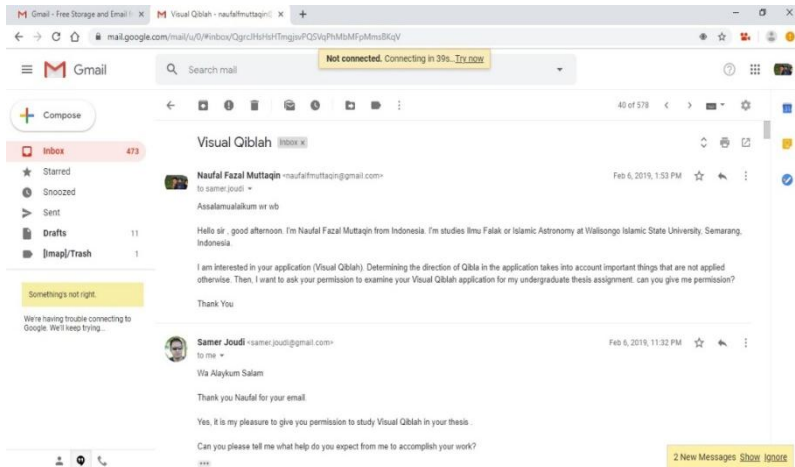 Gmail - Free Storage and Email f
Visual Qiblah - naufalfmuttaqin@
Not connected. Connecting in 39s... Try now
Gmail
Search mail
Compose
40 of 578
Inbox 473
Starred
Snoozed
Sent
Drafts 11
[Imap]/Trash 1
Something's not right.
We're having trouble connecting to
Google. We'll keep trying...
Visual Qiblah Inbox x
Naufal Fazal Muttaqin <naufalfmuttaqin@gmail.com> Feb 6, 2019, 1:53 PM
to samer.joudi
Assalamualaikum wr wb
Hello sir , good afternoon. I'm Naufal Fazal Muttaqin from Indonesia. I'm studies Ilmu Falak or Islamic Astronomy at Walisongo Islamic State University, Semarang,
Indonesia.
I am interested in your application (Visual Qiblah). Determining the direction of Qibla in the application takes into account important things that are not applied
otherwise. Then, I want to ask your permission to examine your Visual Qiblah application for my undergraduate thesis assignment. can you give me permission?
Thank You
Samer Joudi <samer.joudi@gmail.com> Feb 6, 2019, 11:32 PM
to me
Wa Alaykum Salam
Thank you Naufal for your email.
Yes, it is my pleasure to give you permission to study Visual Qiblah in your thesis .
Can you please tell me what help do you expect from me to accomplish your work?
2 New Messages Show Ignore